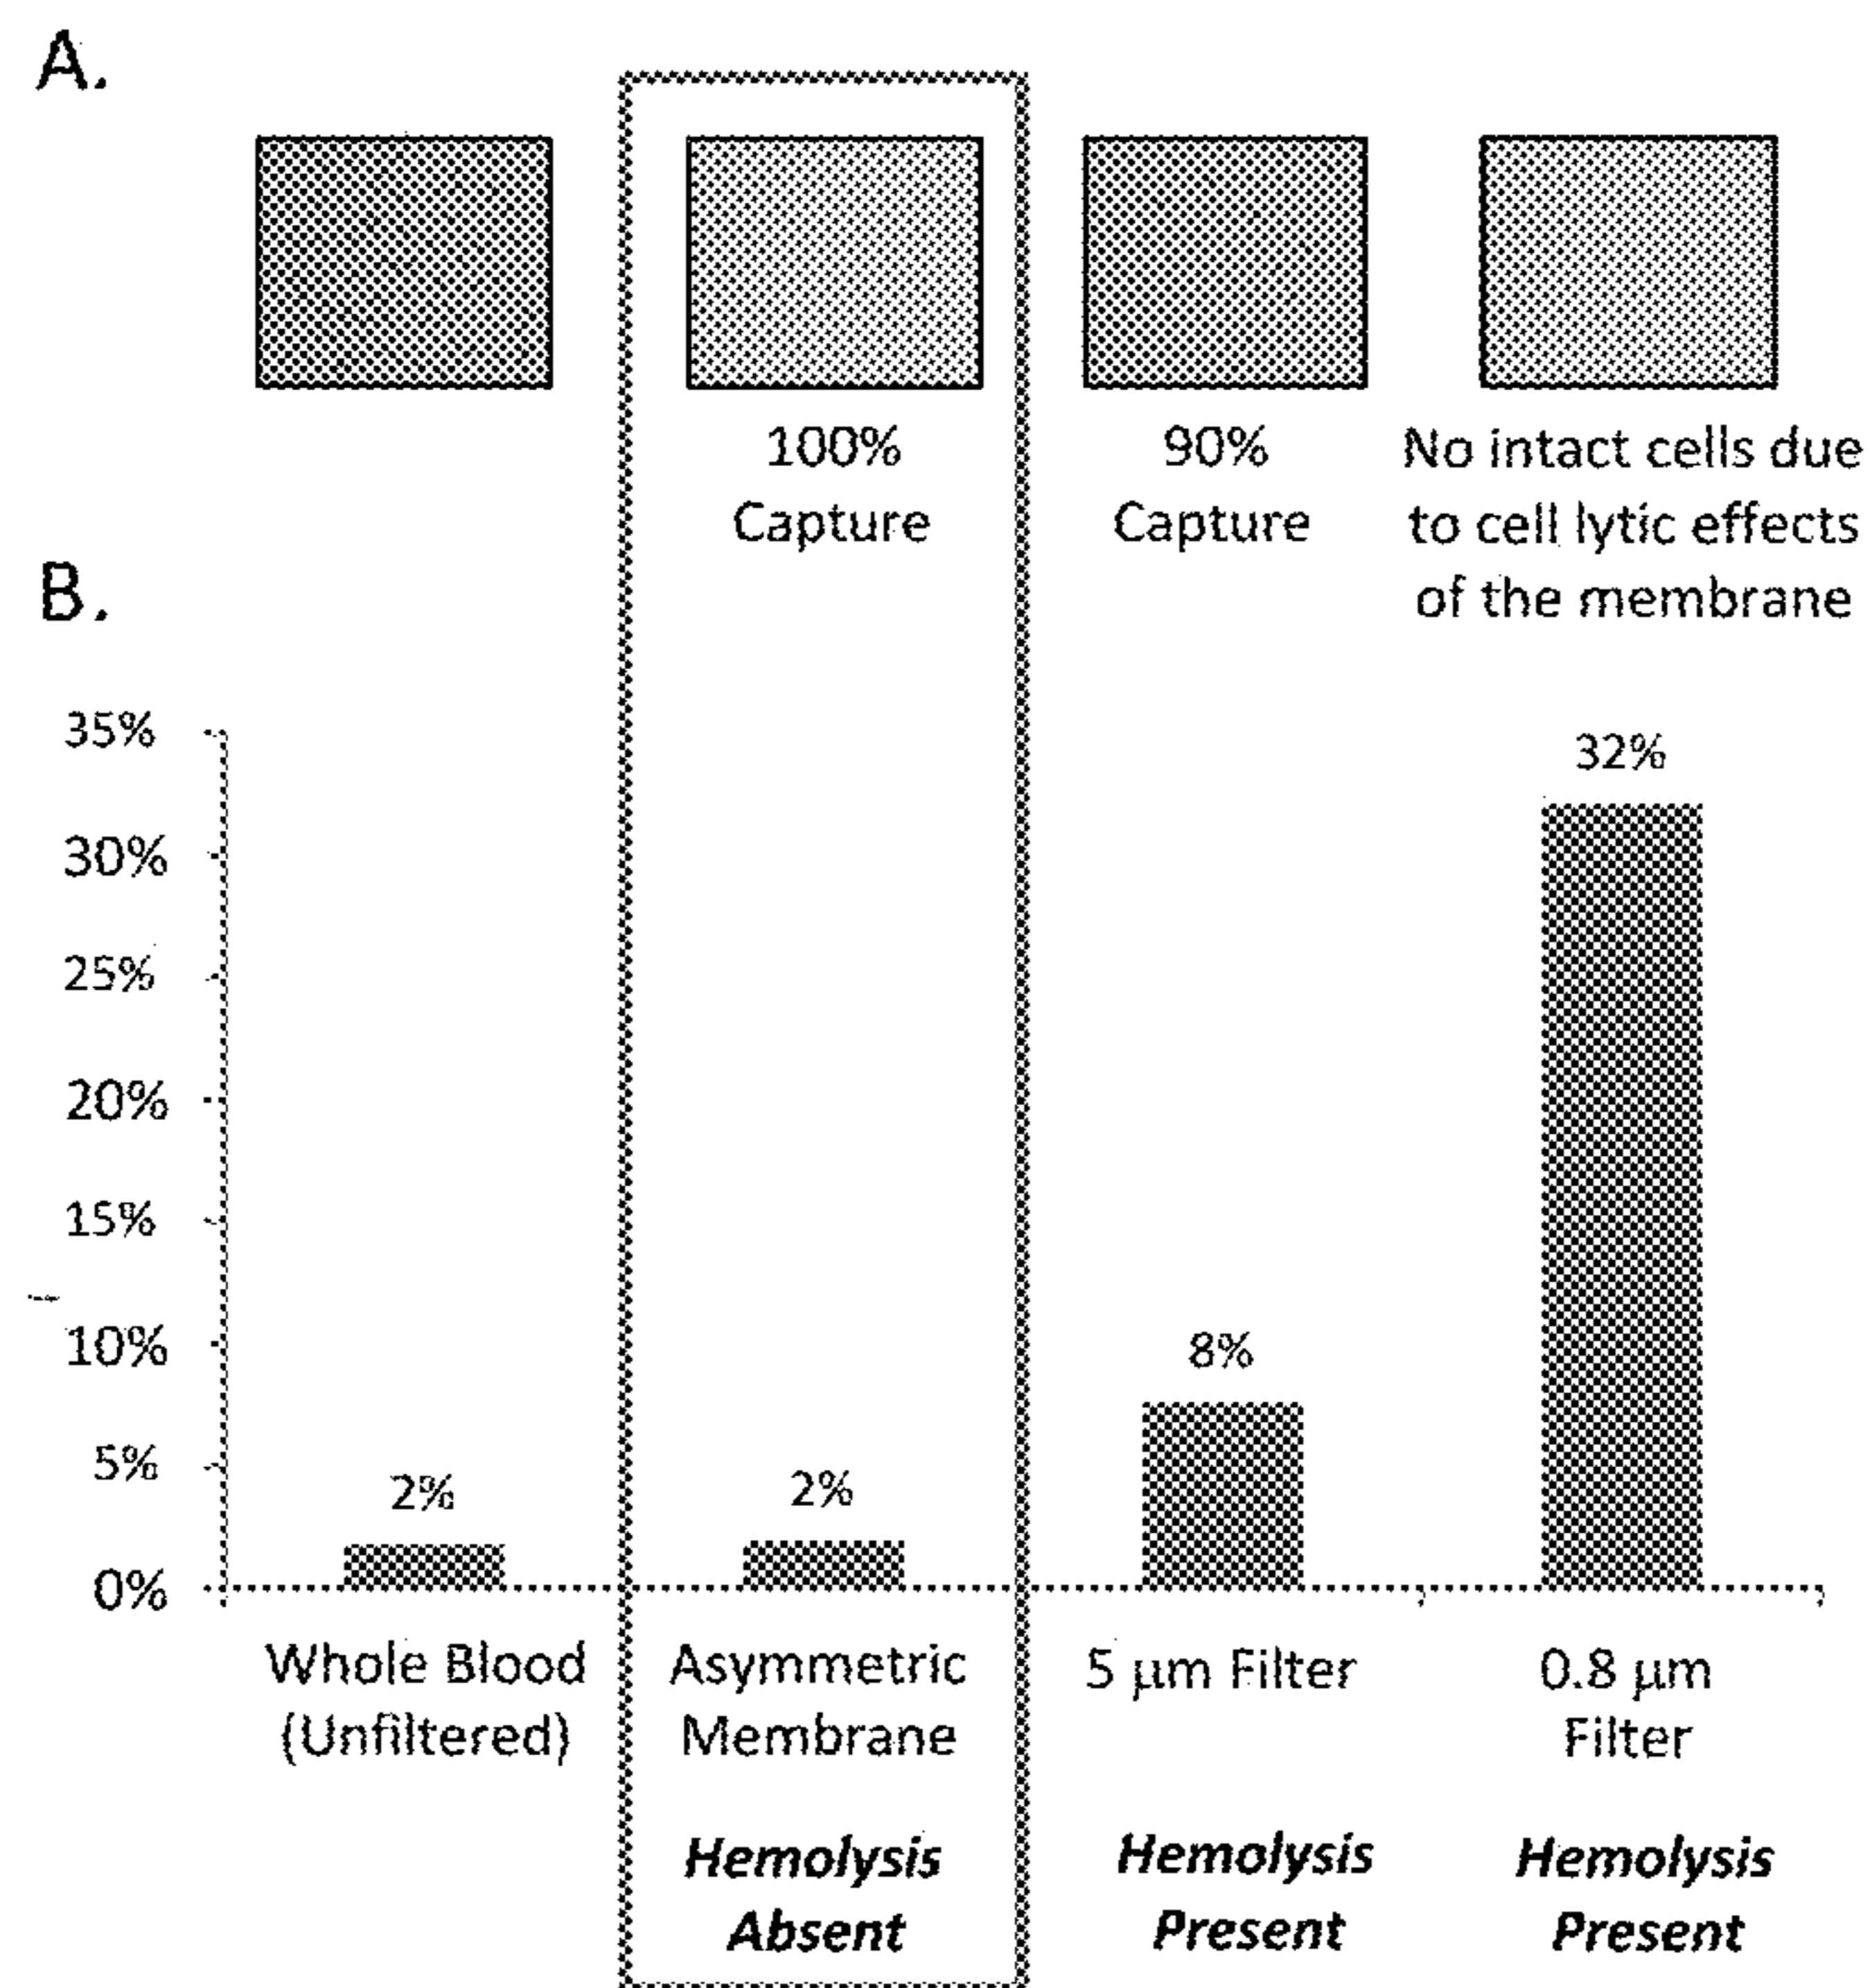 A.
100%
Capture
90%
Capture
No intact cells due
to cell lytic effects
of the membrane
B.
35%
30%
25%
20%
15%
10%
5%
0%
2%
2%
8%
32%
Whole Blood
(Unfiltered)
Asymmetric
Membrane
5 μm Filter
0.8 μm
Filter
Hemolysis
Absent
Hemolysis
Present
Hemolysis
Present